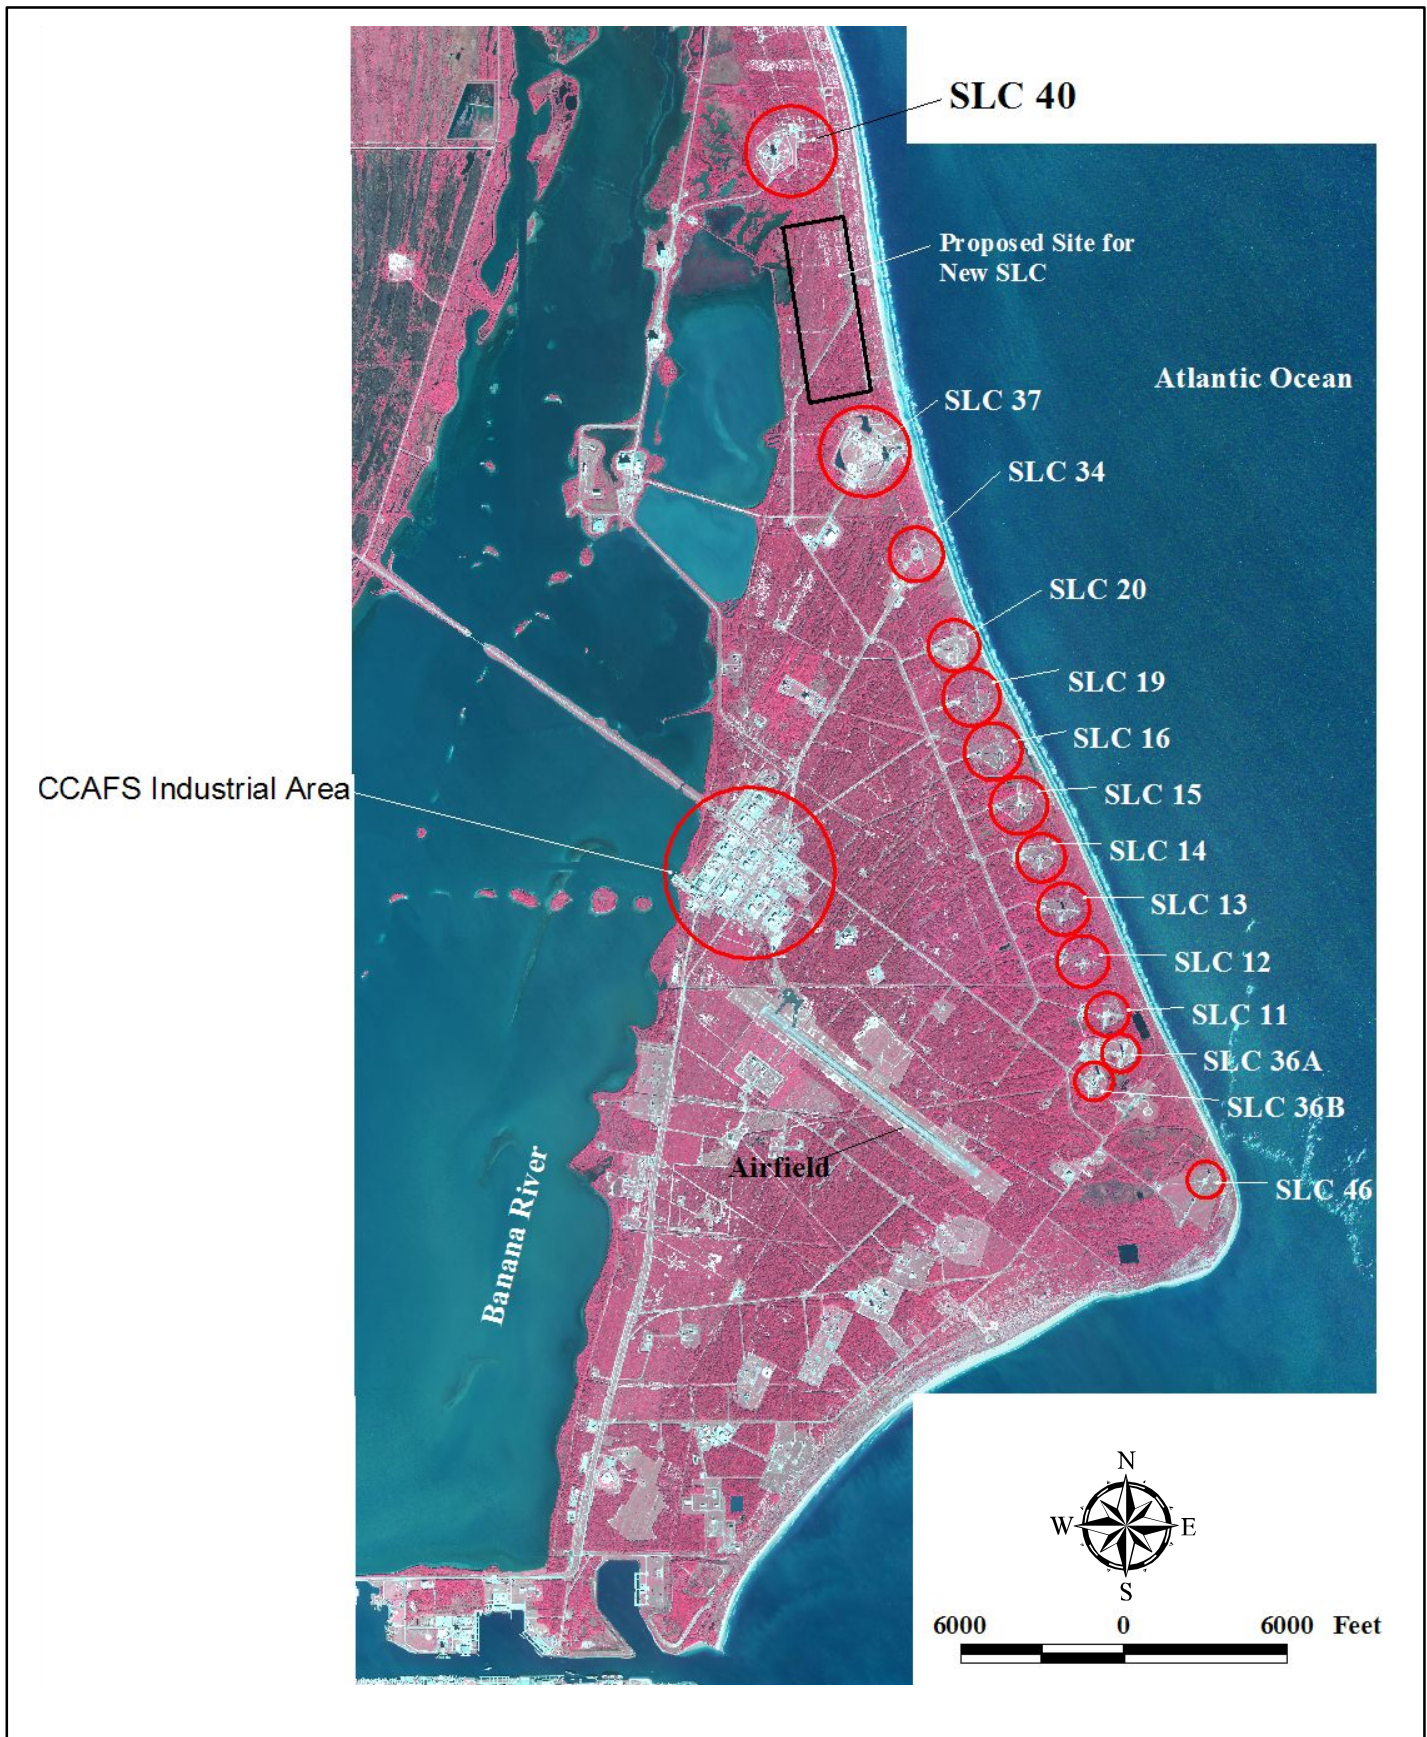 SLC 40
Proposed Site for
New SLC
Atlantic Ocean
SLC 37
SLC 34
SLC 20
SLC 19
SLC 16
CCAFS Industrial Area
SLC 15
SLC 14
SLC 13
SLC 12
SLC 11
SLC 36A
SLC 36B
Airfield
SLC 46
Banana River
N
W
E
S
6000
0
6000 Feet